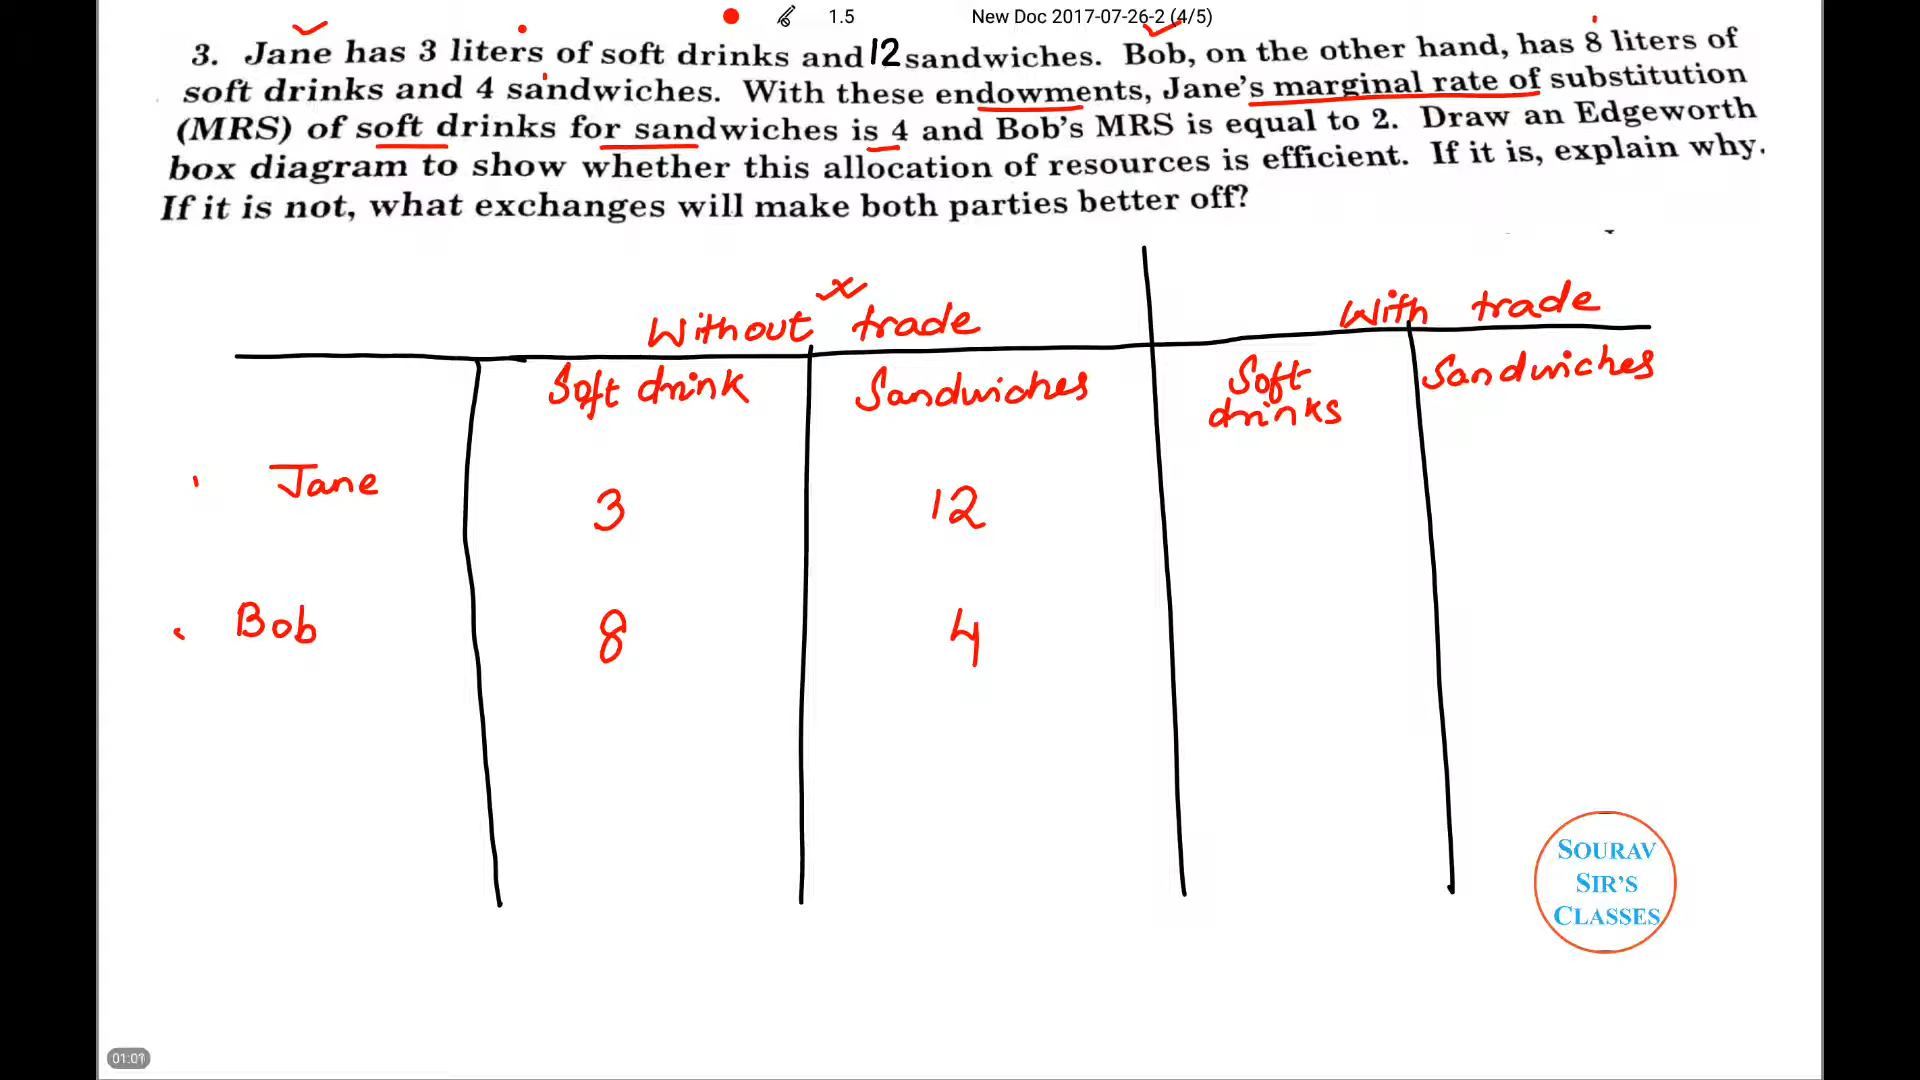 1.5
New Doc 2017-07-26-2 (4/5)
3. Jane has 3 liters of soft drinks and 12 sandwiches. Bob, on the other hand, has 8 liters of
soft drinks and 4 sandwiches. With these endowments, Jane's marginal rate of substitution
(MRS) of soft drinks for sandwiches is 4 and Bob's MRS is equal to 2. Draw an Edgeworth
box diagram to show whether this allocation of resources is efficient. If it is, explain why.
If it is not, what exchanges will make both parties better off?
Without trade
With trade
Soft drink
Sandwiches
Soft
drinks
Sandwiches
Jane
3
12
Bob
8
4
SOURAV
SIR'S
CLASSES
01:01